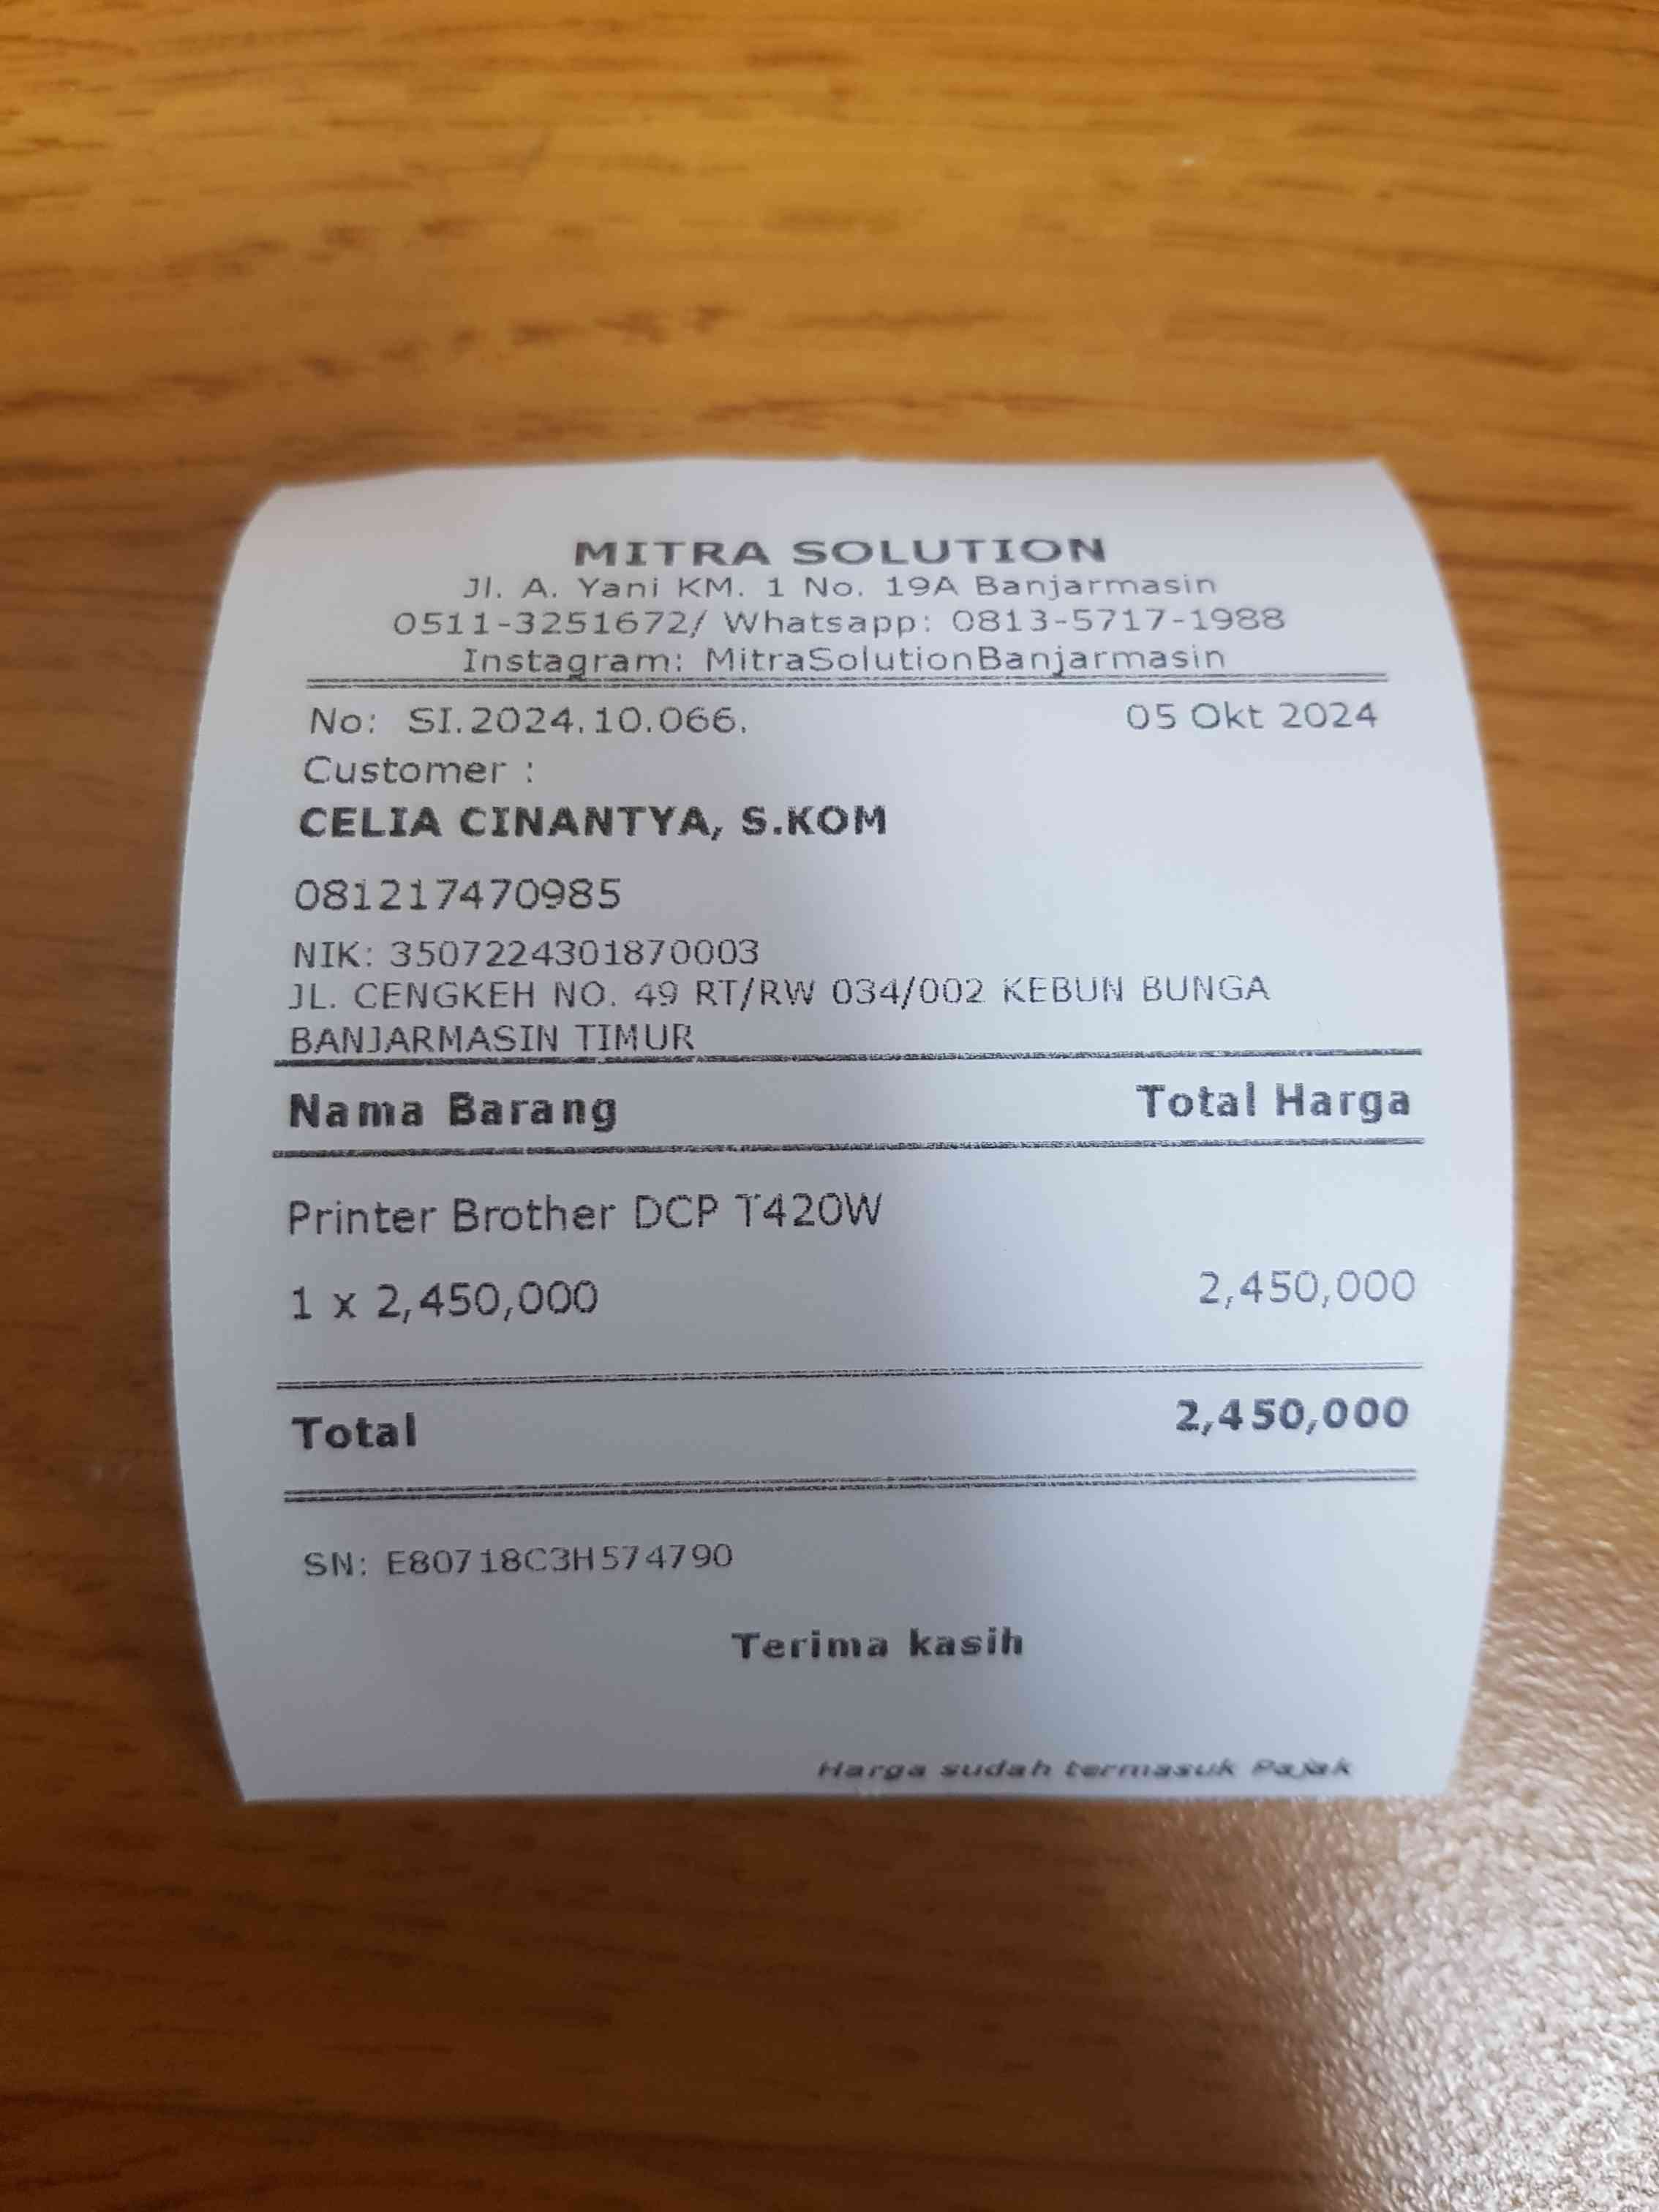 MITRA SOLUTION
Jl. A. Yani KM. 1 No. 19A Banjarmasin
0511-3251672/ Whatsapp: 0813-5717-1988
Instagram: MitraSolutionBanjarmasin
No: SI.2024.10.066. 05 Okt 2024
Customer :
CELIA CINANTYA, S.KOM
081217470985
NIK: 3507224301870003
JL. CENGKEH NO. 49 RT/RW 034/002 KEBUN BUNGA
BANJARMASIN TIMUR
Nama Barang Total Harga
Printer Brother DCP T420W
1 x 2,450,000 2,450,000
Total 2,450,000
SN: E80718C3H574790
Terima kasih
Harga sudah termasuk Pajak